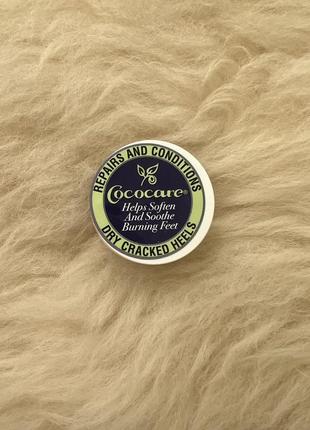 REPAIRS AND CONDITIONS
Cococare®
Helps Soften
And Soothe
Burning Feet
DRY CRACKED HEELS